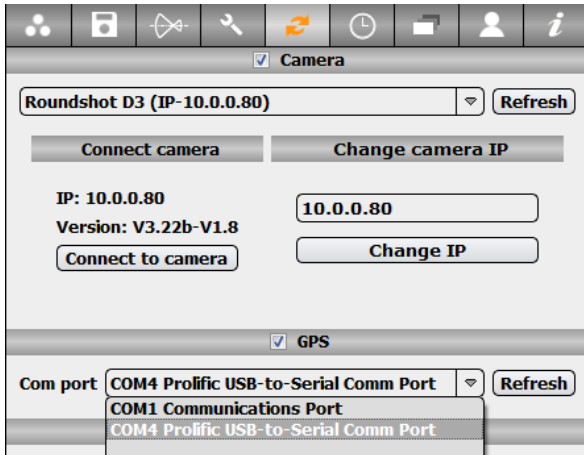 Camera
Roundshot D3 (IP-10.0.0.80)
Refresh
Connect camera
Change camera IP
IP: 10.0.0.80
Version: V3.22b-V1.8
Connect to camera
10.0.0.80
Change IP
GPS
Com port
COM4 Prolific USB-to-Serial Comm Port
Refresh
COM1 Communications Port
COM4 Prolific USB-to-Serial Comm Port